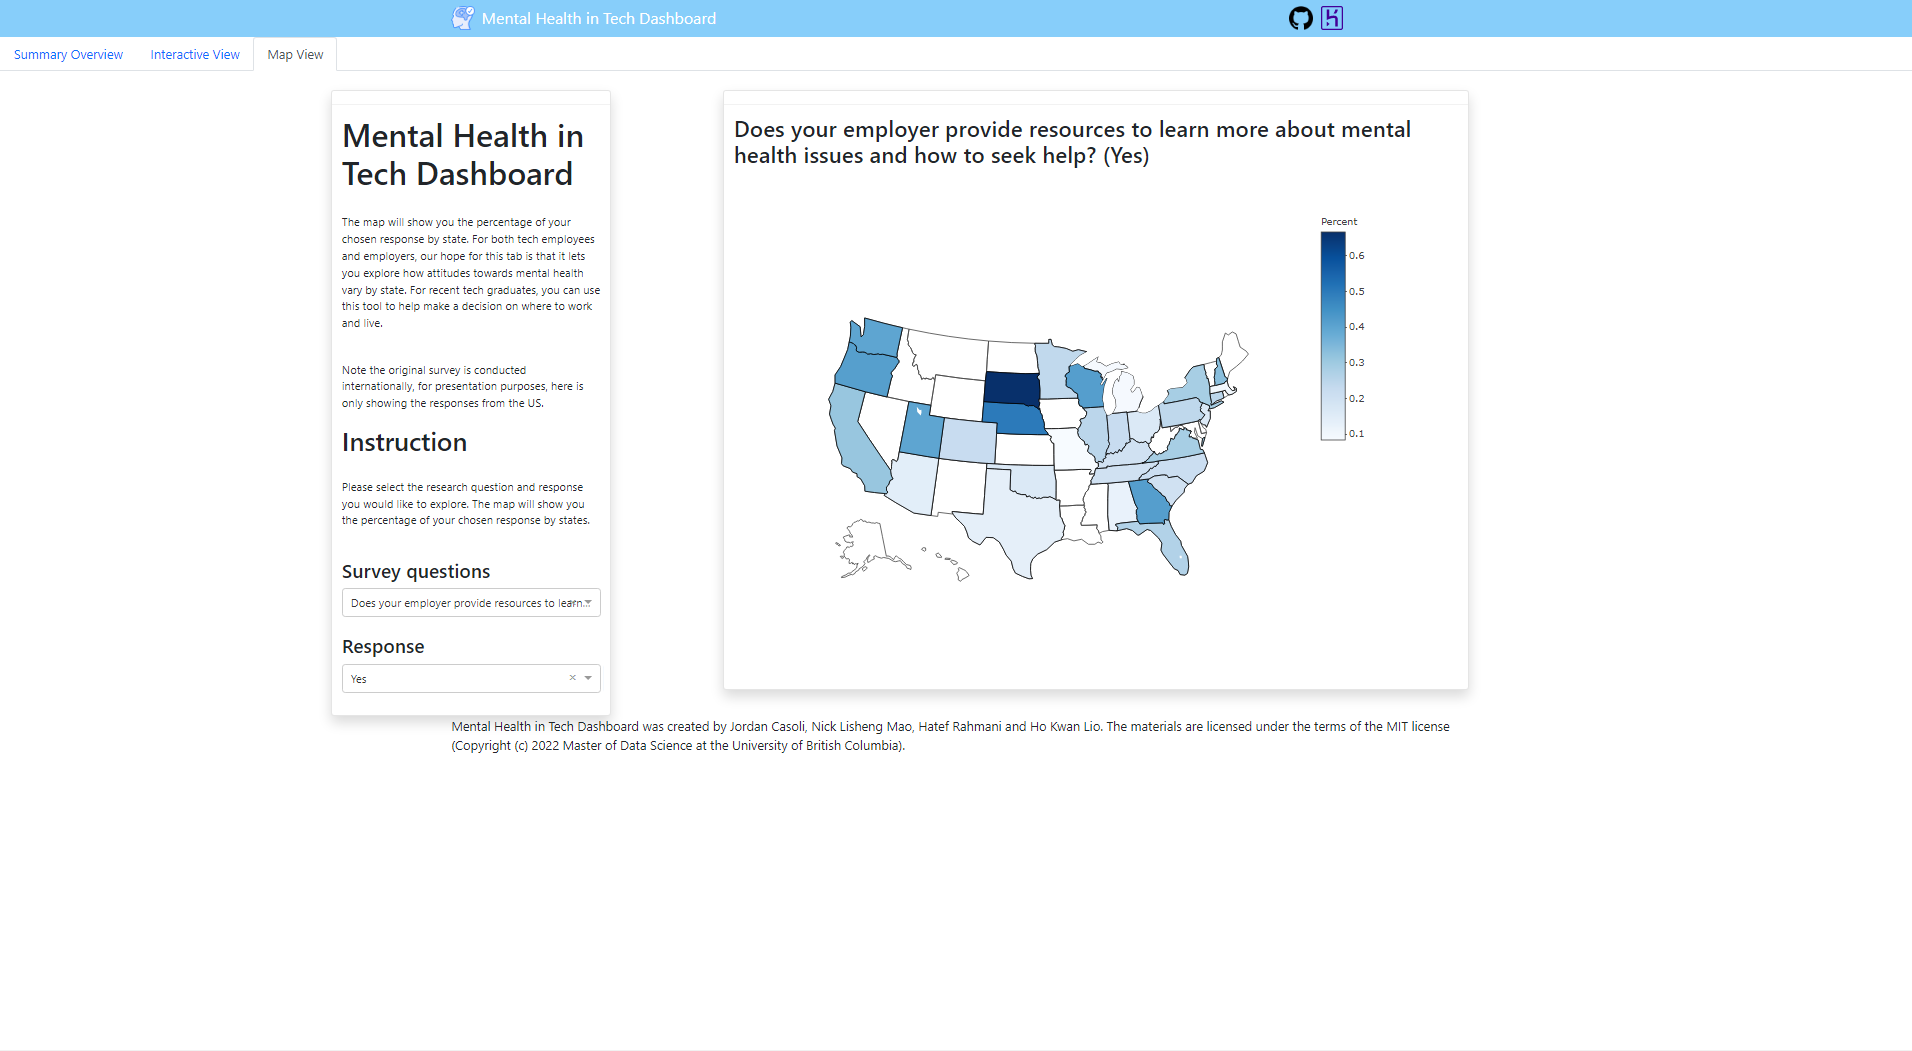 Mental Health in Tech Dashboard
Summary Overview
Interactive View
Map View
Mental Health in
Tech Dashboard
The map will show you the percentage of your
chosen response by state. For both tech employees
and employers, our hope for this tab is that it lets
you explore how attitudes towards mental health
vary by state. For recent tech graduates, you can use
this tool to help make a decision on where to work
and live.
Note the original survey is conducted
internationally, for presentation purposes, here is
only showing the responses from the US.
Instruction
Please select the research question and response
you would like to explore. The map will show you
the percentage of your chosen response by states.
Survey questions
Does your employer provide resources to learn...
Response
Yes
Does your employer provide resources to learn more about mental
health issues and how to seek help? (Yes)
Percent
0.6
0.5
0.4
0.3
0.2
0.1
Mental Health in Tech Dashboard was created by Jordan Casoli, Nick Lisheng Mao, Hatef Rahmani and Ho Kwan Lio. The materials are licensed under the terms of the MIT license
(Copyright (c) 2022 Master of Data Science at the University of British Columbia).